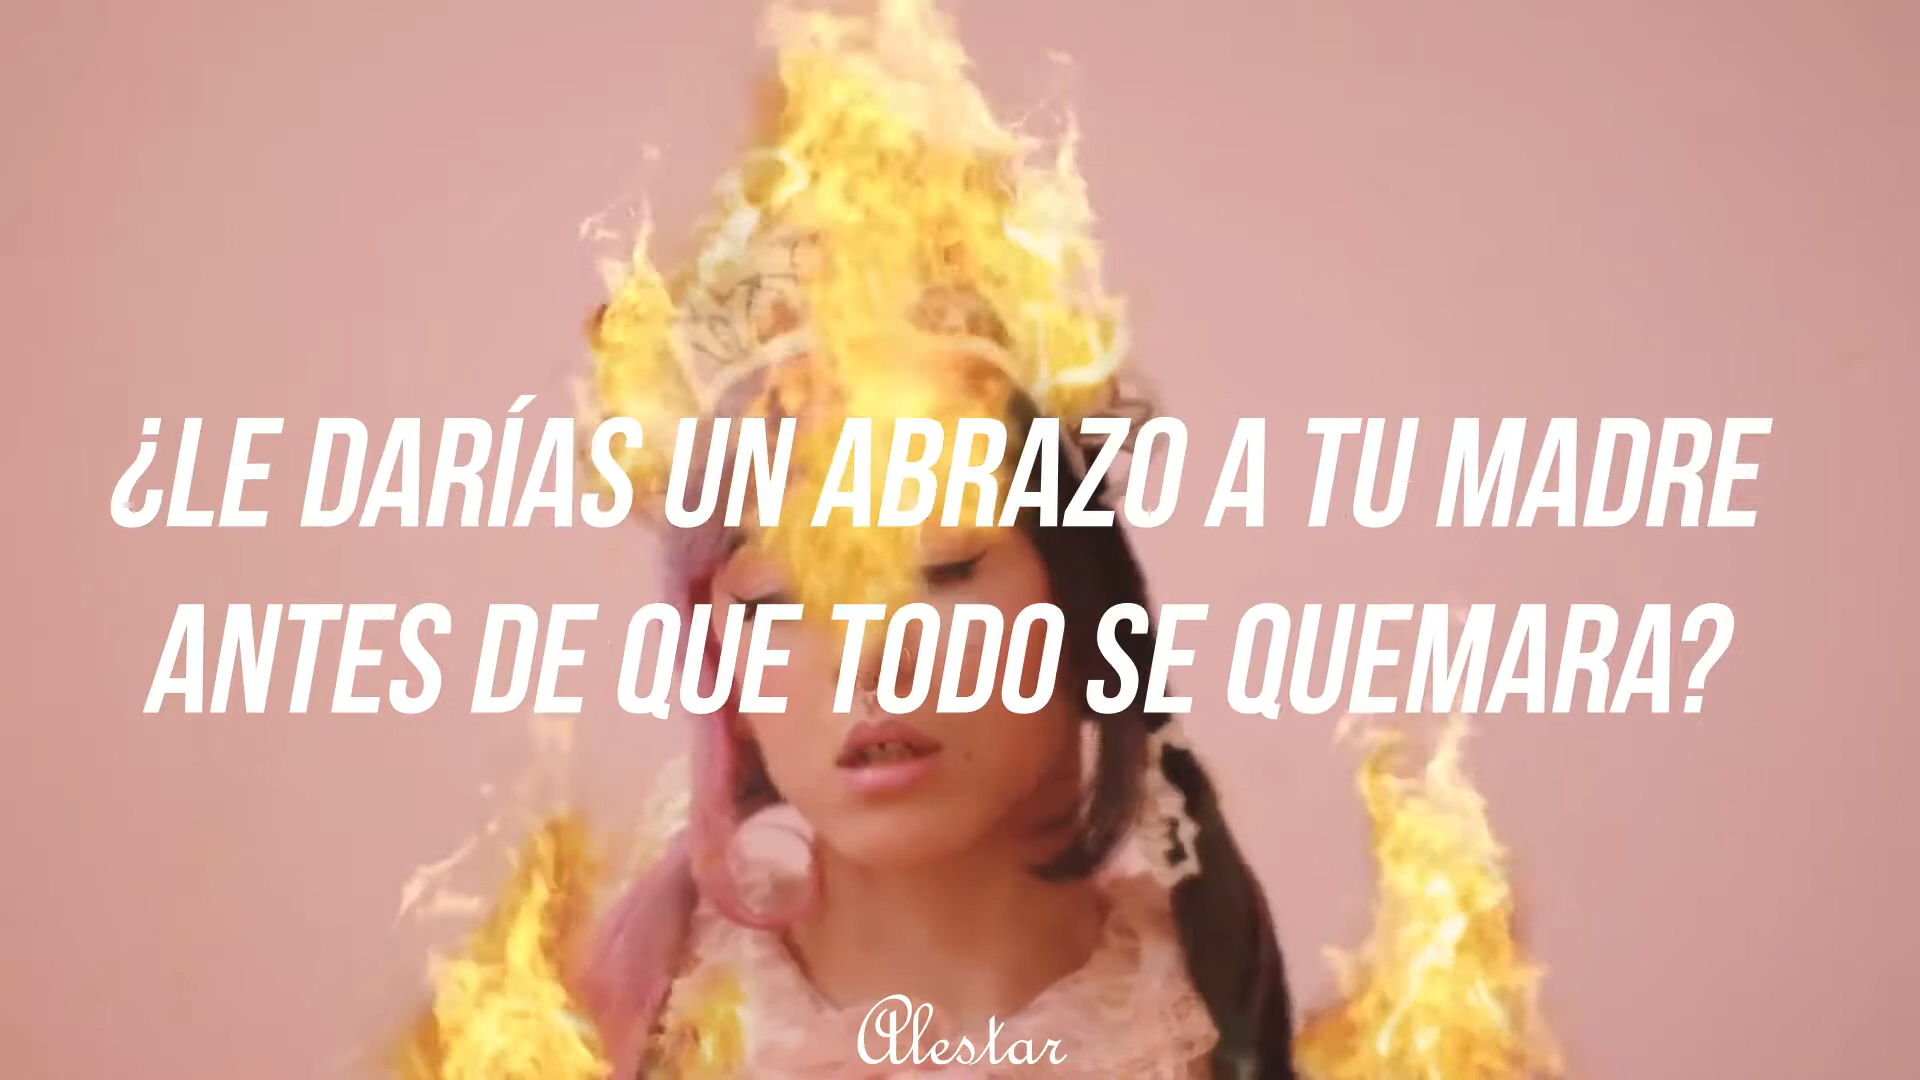 ¿LE DARÍAS UN ABRAZO A TU MADRE
ANTES DE QUE TODO SE QUEMARA?
Alestar